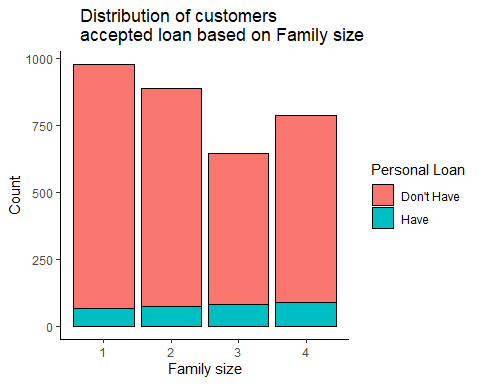 Distribution of customers
accepted loan based on Family size
1000
750
500
250
0
Count
1
2
3
4
Family size
Personal Loan
Don't Have
Have